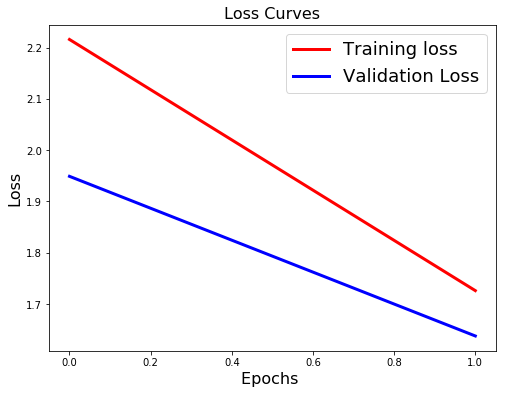 Loss Curves
Training loss
Validation Loss
2.2
2.1
2.0
1.9
1.8
1.7
Loss
0.0 0.2 0.4 0.6 0.8 1.0
Epochs